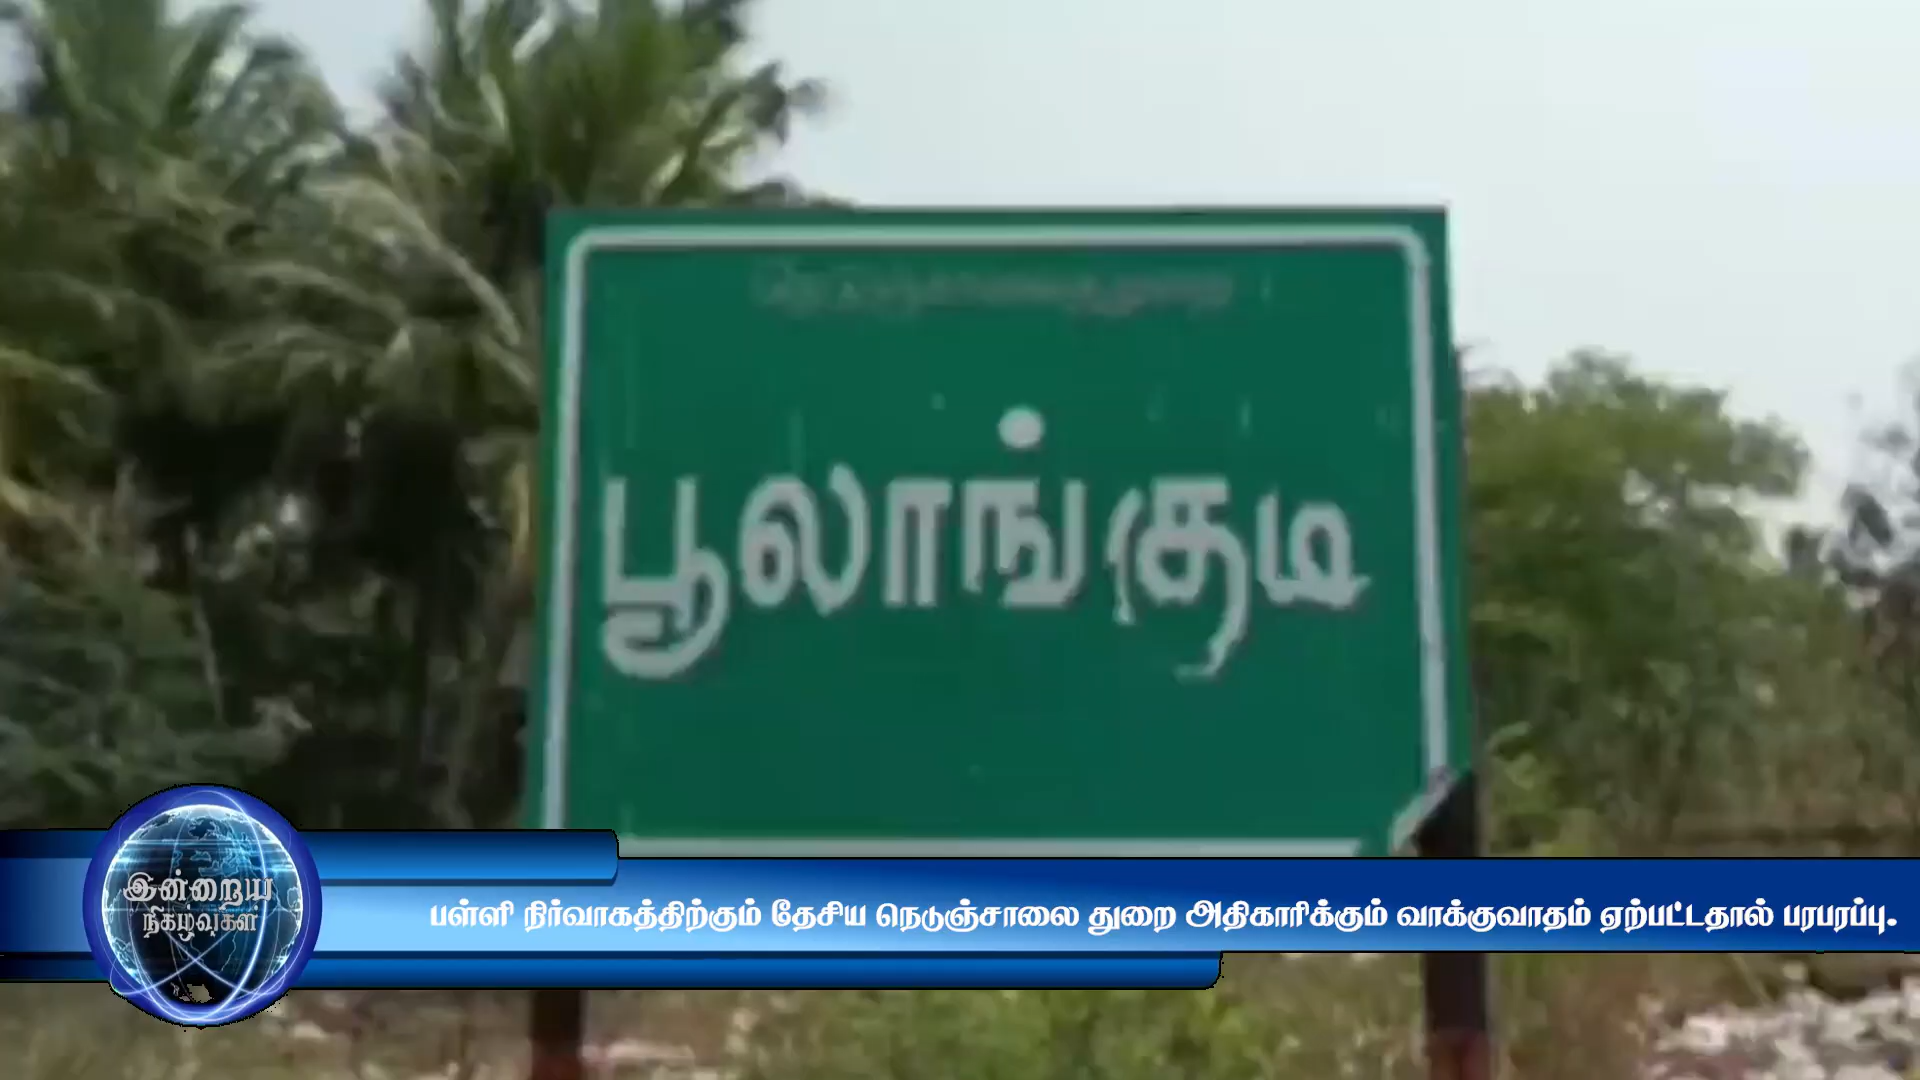 நெடுஞ்சாலைத்துறை
பூலாங்குடி
இன்றைய
நிகழ்வுகள்
பள்ளி நிர்வாகத்திற்கும் தேசிய நெடுஞ்சாலை துறை அதிகாரிக்கும் வாக்குவாதம் ஏற்பட்டதால் பரபரப்பு.